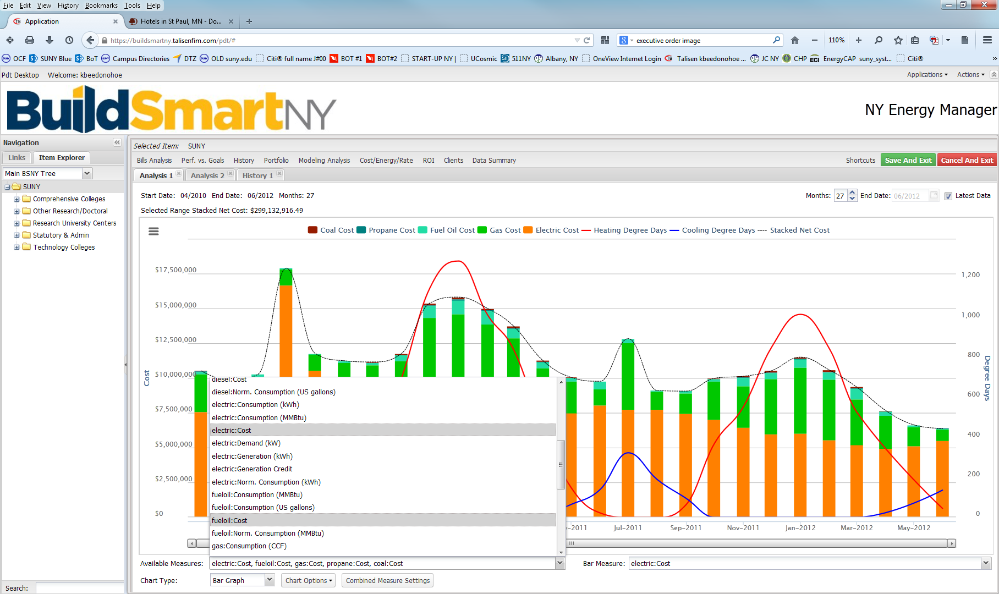 File Edit View History Bookmarks Tools Help
T6 Application Hotels in St Paul, MN - Do...
https://buildsmartny.talisenfim.com/pdt/# 8 executive order image 110%
OCF SUNY Blue BoT Campus Directories DTZ OLD suny.edu Citi® full name J#00 BOT #1 BOT#2 START-UP NY | UCosmic 511NY Albany, NY OneView Internet Login Talisen kbeedonohoe ... JC NY CHP ECI EnergyCAP suny_syst... Citi®
Pdt Desktop Welcome: kbeedonohoe Applications Actions
BuildSmartNY
NY Energy Manager
Navigation
Links Item Explorer
Main BSNY Tree
SUNY
Comprehensive Colleges
Other Research/Doctoral
Research University Centers
Statutory & Admin
Technology Colleges
Search:
Selected Item: SUNY
Bills Analysis Perf. vs. Goals History Portfolio Modeling Analysis Cost/Energy/Rate ROI Clients Data Summary Shortcuts Save And Exit Cancel And Exit
Analysis 1 Analysis 2 History 1
Start Date: 04/2010 End Date: 06/2012 Months: 27 Months: 27 End Date: 06/2012 Latest Data
Selected Range Stacked Net Cost: $299,132,916.49
Coal Cost Propane Cost Fuel Oil Cost Gas Cost Electric Cost Heating Degree Days Cooling Degree Days Stacked Net Cost
$17,500,000
$15,000,000
$12,500,000
$10,000,000
$7,500,000
$5,000,000
$2,500,000
$0
Cost
1,200
1,000
800
600
400
200
0
Degree Days
diesel:Cost
diesel:Norm. Consumption (US gallons)
electric:Consumption (kWh)
electric:Consumption (MMBtu)
electric:Cost
electric:Demand (kW)
electric:Generation (kWh)
electric:Generation Credit
electric:Norm. Consumption (kWh)
fueloil:Consumption (MMBtu)
fueloil:Consumption (US gallons)
fueloil:Cost
fueloil:Norm. Consumption (MMBtu)
gas:Consumption (CCF)
-2011 Jul-2011 Sep-2011 Nov-2011 Jan-2012 Mar-2012 May-2012
Available Measures: electric:Cost, fueloil:Cost, gas:Cost, propane:Cost, coal:Cost Bar Measure: electric:Cost
Chart Type: Bar Graph Chart Options Combined Measure Settings